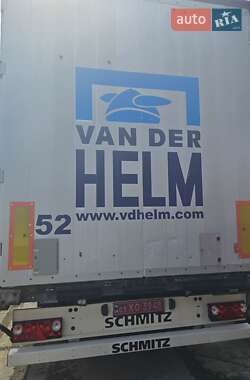 auto RIA
VAN DER
HELM
www.vdhelm.com
52
SCHMITZ
SCHMITZ